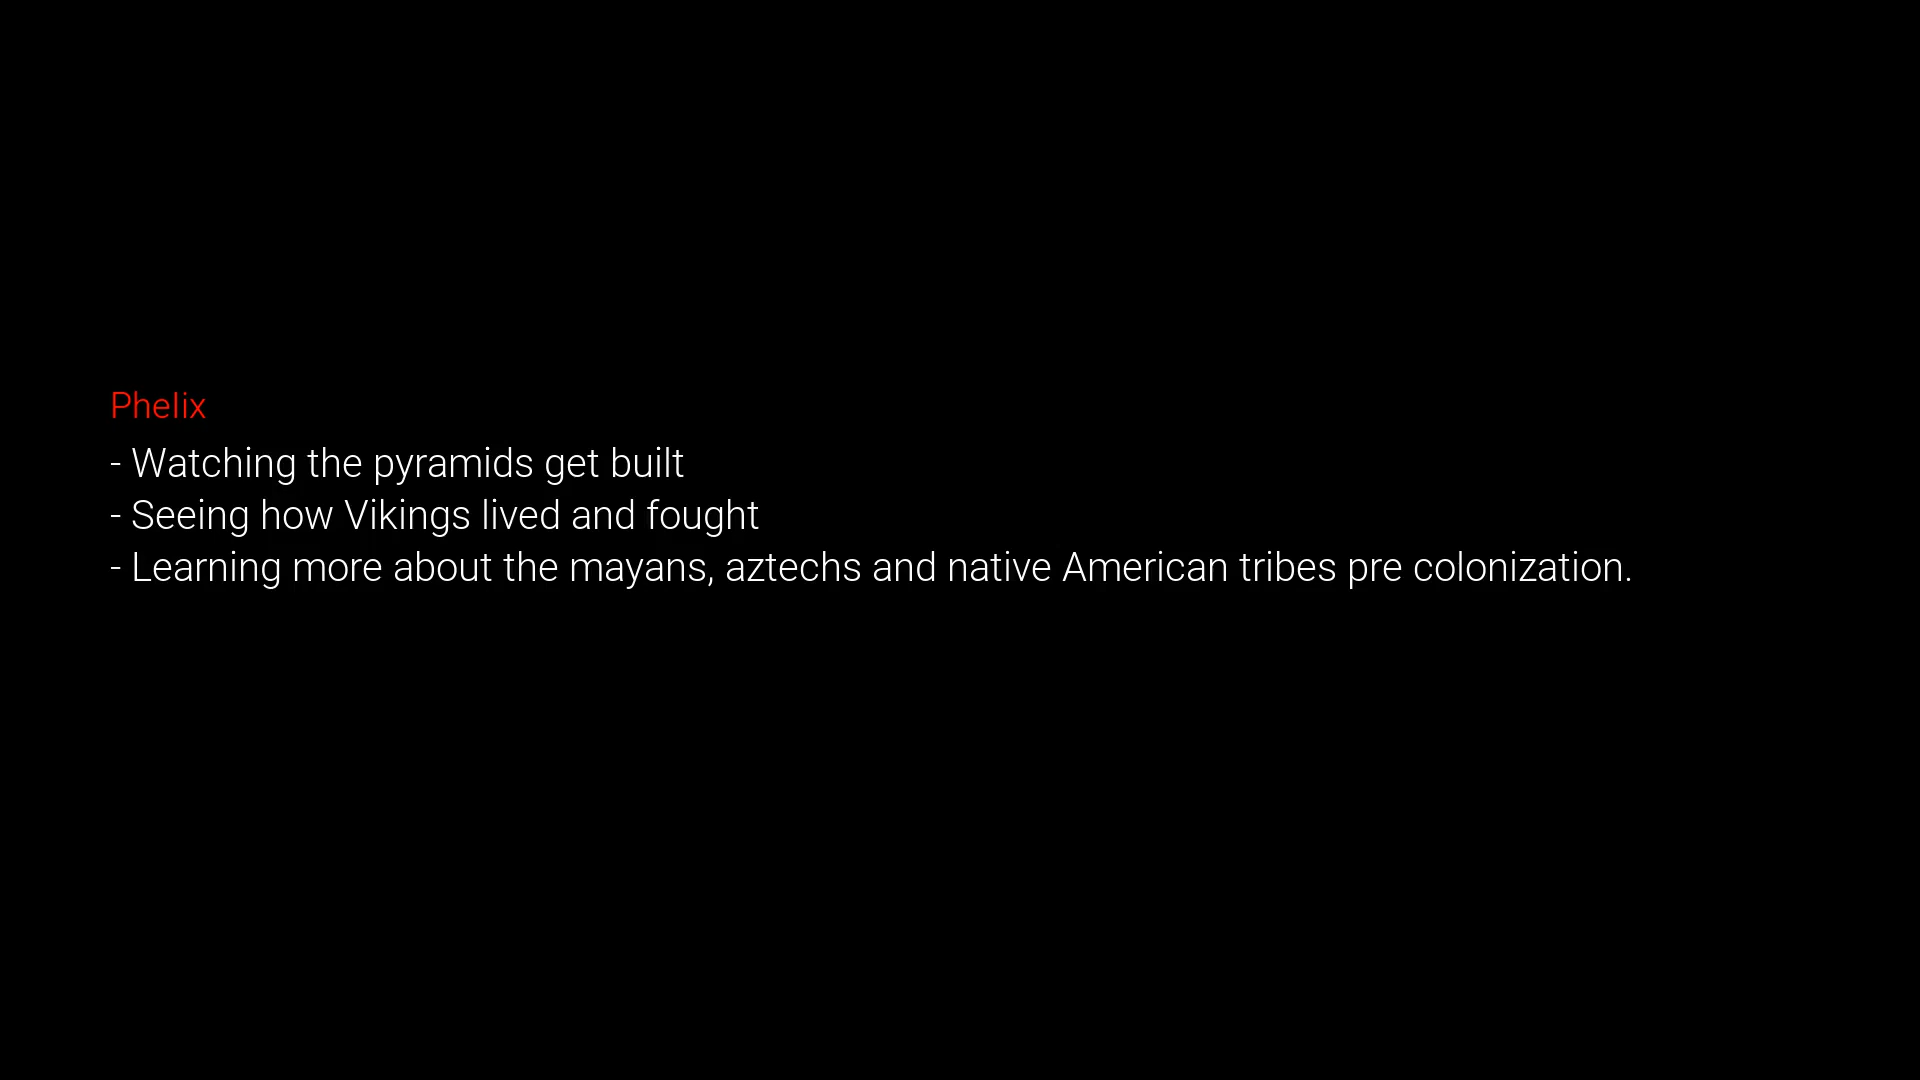 Phelix
- Watching the pyramids get built
- Seeing how Vikings lived and fought
- Learning more about the mayans, aztechs and native American tribes pre colonization.